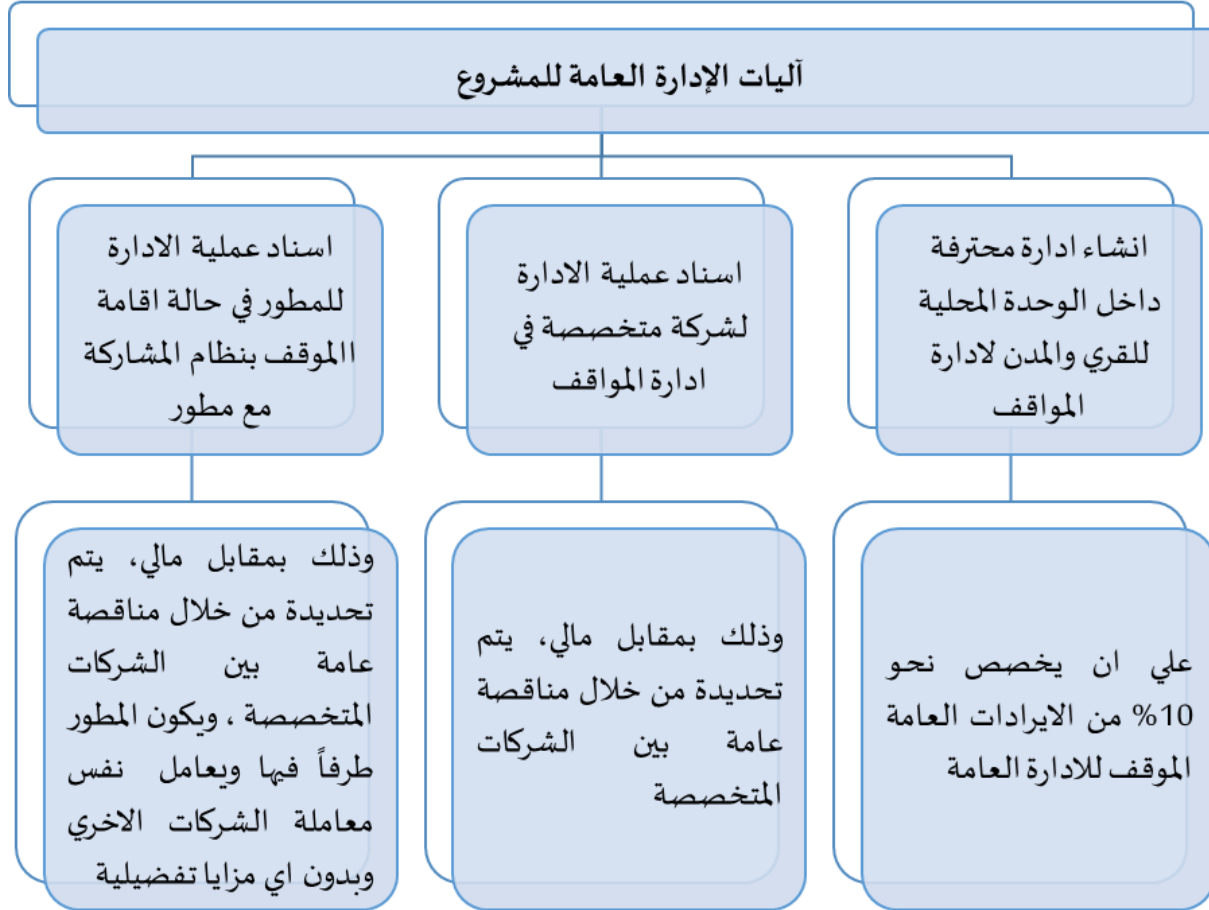 آليات الإدارة العامة للمشروع
انشاء ادارة محترفة
داخل الوحدة المحلية
للقري والمدن لادارة
المواقف
علي ان يخصص نحو
10% من الايرادات العامة
الموقف للادارة العامة
اسناد عملية الادارة
لشركة متخصصة في
ادارة المواقف
وذلك بمقابل مالي، يتم
تحديدة من خلال مناقصة
عامة بين الشركات
المتخصصة
اسناد عملية الادارة
للمطور في حالة اقامة
االموقف بنظام المشاركة
مع مطور
وذلك بمقابل مالي، يتم
تحديدة من خلال مناقصة
عامة بين الشركات
المتخصصة ، ويكون المطور
طرفاً فيها ويعامل نفس
معاملة الشركات الاخري
وبدون اي مزايا تفضيلية